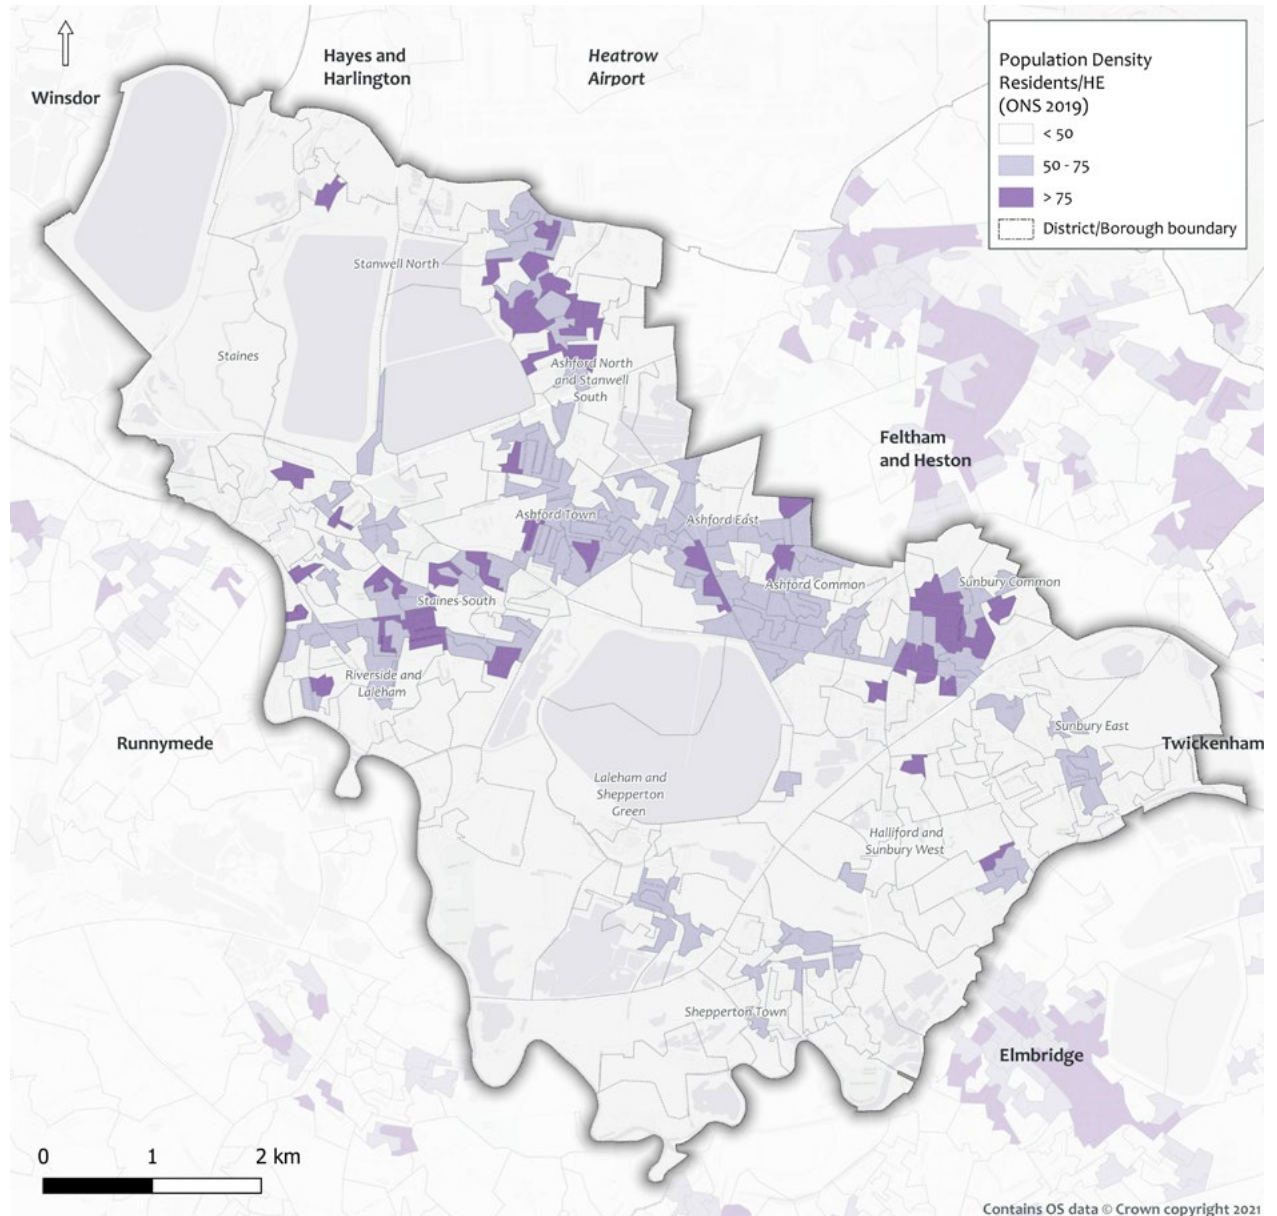 Hayes and
Harlington
Heatrow
Airport
Winsdor
Population Density
Residents/HE
(ONS 2019)
< 50
50 - 75
> 75
District/Borough boundary
Stanwell North
Staines
Ashford North
and Stanwell
South
Feltham
and Heston
Ashford Town
Ashford East
Ashford Common
Sunbury Common
Staines South
Riverside and
Laleham
Runnymede
Sunbury East
Twickenham
Laleham and
Shepperton
Green
Halliford and
Sunbury West
Shepperton Town
Elmbridge
0 1 2 km
Contains OS data © Crown copyright 2021